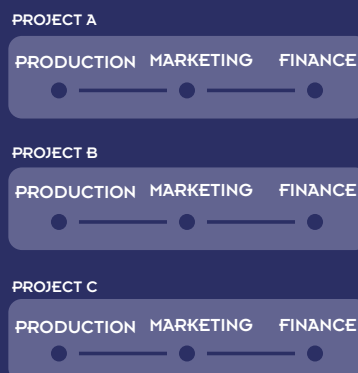 PROJECT A
PRODUCTION MARKETING FINANCE
PROJECT B
PRODUCTION MARKETING FINANCE
PROJECT C
PRODUCTION MARKETING FINANCE